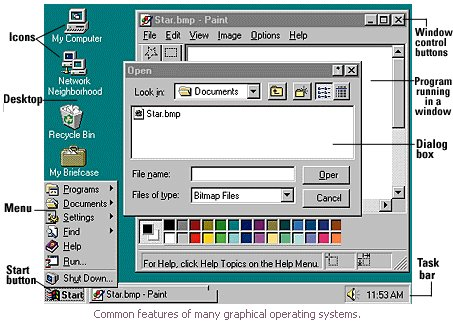 Icons
My Computer
Network
Neighborhood
Desktop
Recycle Bin
My Briefcase
Menu
Programs
Documents
Settings
Find
Help
Run...
Shut Down...
Start
button
Start
Star.bmp - Paint
File Edit View Image Options Help
Open
Look in: Documents
Star.bmp
File name:
Open
Files of type: Bitmap Files
Cancel
For Help, click Help Topics on the Help Menu.
Star.bmp - Paint
11:53 AM
Window
control
buttons
Program
running
in a
window
Dialog
box
Task
bar
Common features of many graphical operating systems.